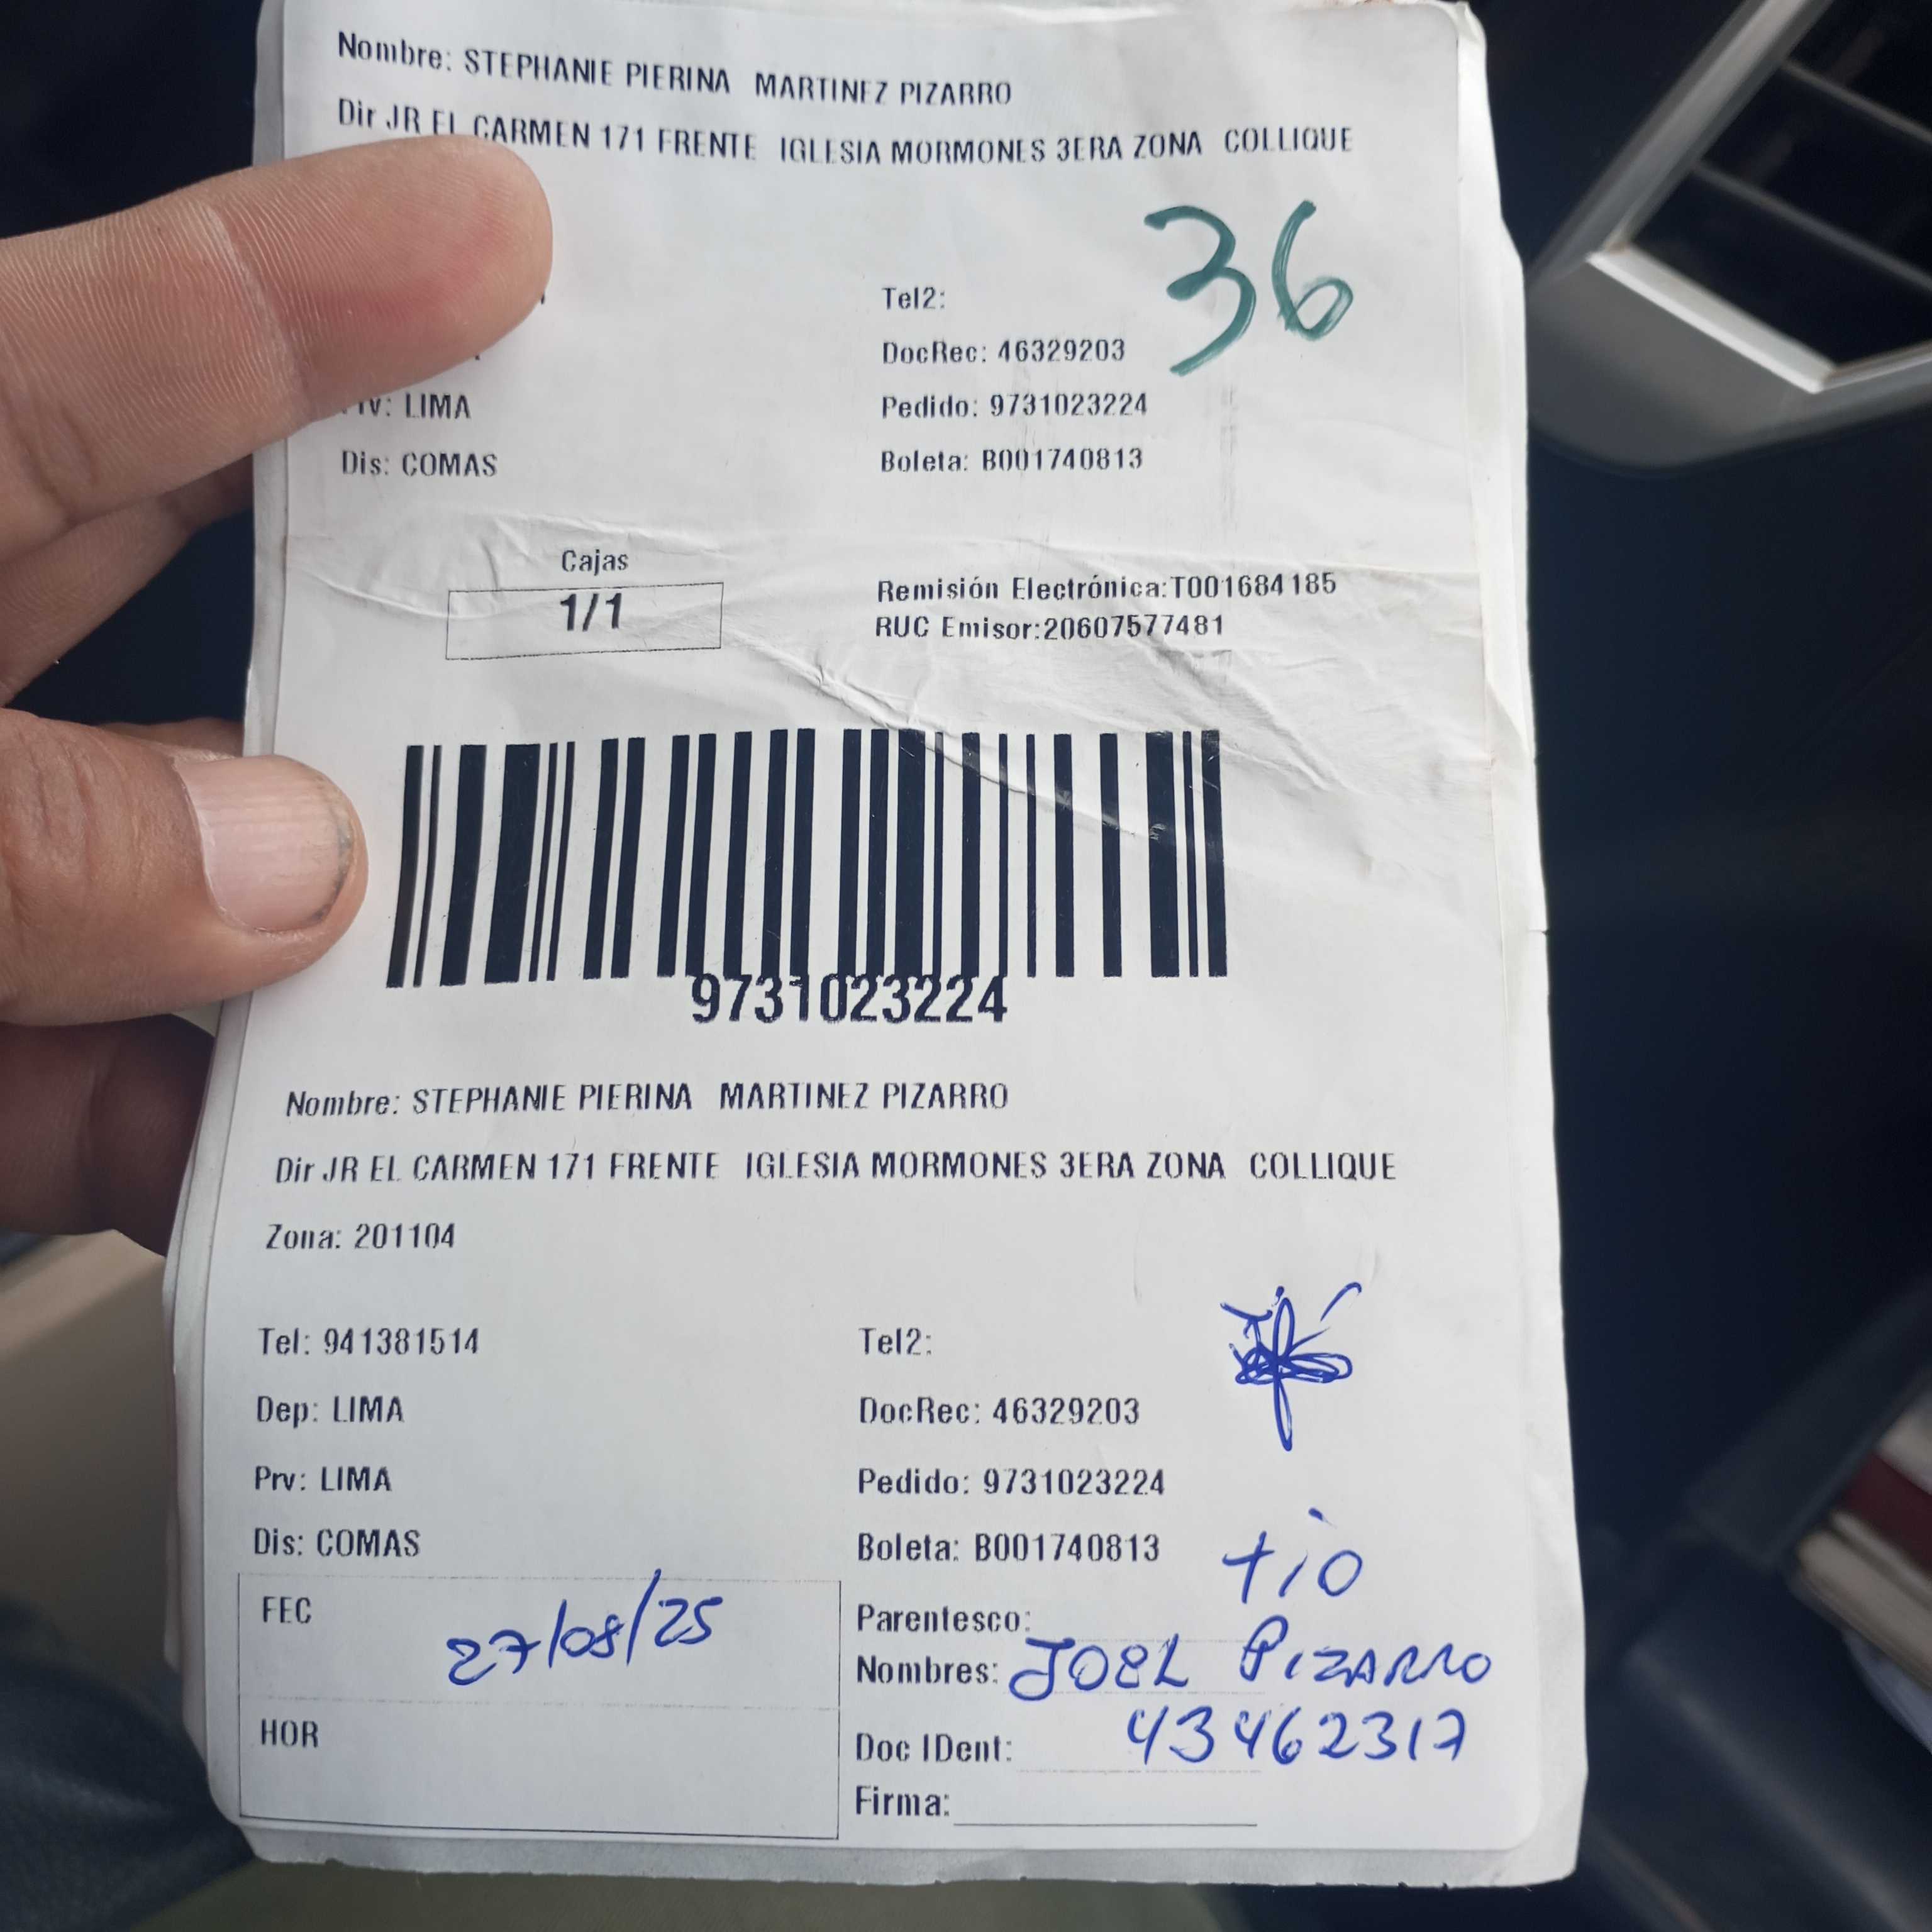 Nombre: STEPHANIE PIERINA MARTINEZ PIZARRO
Dir JR EL CARMEN 171 FRENTE IGLESIA MORMONES 3ERA ZONA COLLIQUE
36
Tel2:
DocRec: 46329203
Prv: LIMA Pedido: 9731023224
Dis: COMAS Boleta: B001740813
Cajas
1/1
Remisión Electrónica:T001684185
RUC Emisor:20607577481
9731023224
Nombre: STEPHANIE PIERINA MARTINEZ PIZARRO
Dir JR EL CARMEN 171 FRENTE IGLESIA MORMONES 3ERA ZONA COLLIQUE
Zona: 201104
Tel: 941381514 Tel2:
Dep: LIMA DocRec: 46329203
Prv: LIMA Pedido: 9731023224
Dis: COMAS Boleta: B001740813
FEC 27/08/25
Parentesco: tio
Nombres: JOEL PIZARRO
HOR
Doc IDent: 43462317
Firma: